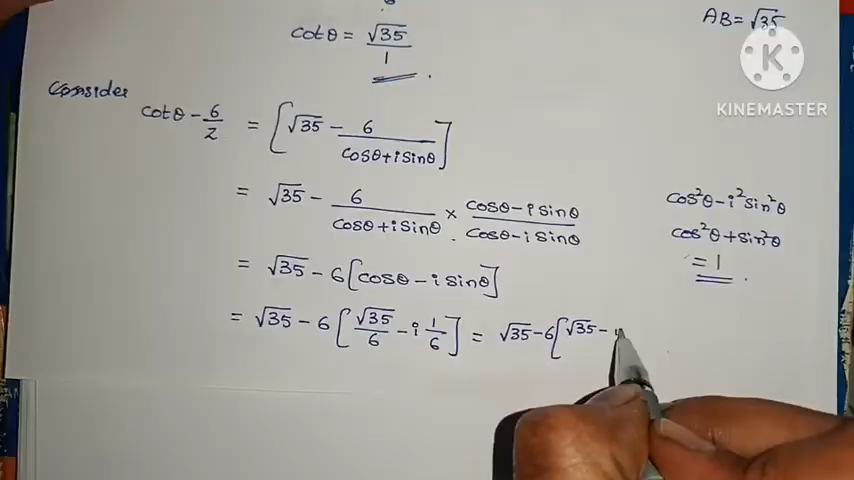 cotθ = √35/1
AB = √35
KINEMASTER
Consider
cotθ - 6/z = [√35 - 6/(cosθ+isinθ)]
= √35 - 6/(cosθ+isinθ) × (cosθ-isinθ)/(cosθ-isinθ)
cos²θ-i²sin²θ
cos²θ+sin²θ
= 1
= √35 - 6[cosθ - isinθ]
= √35 - 6[√35/6 - i 1/6] = √35-6[√35-